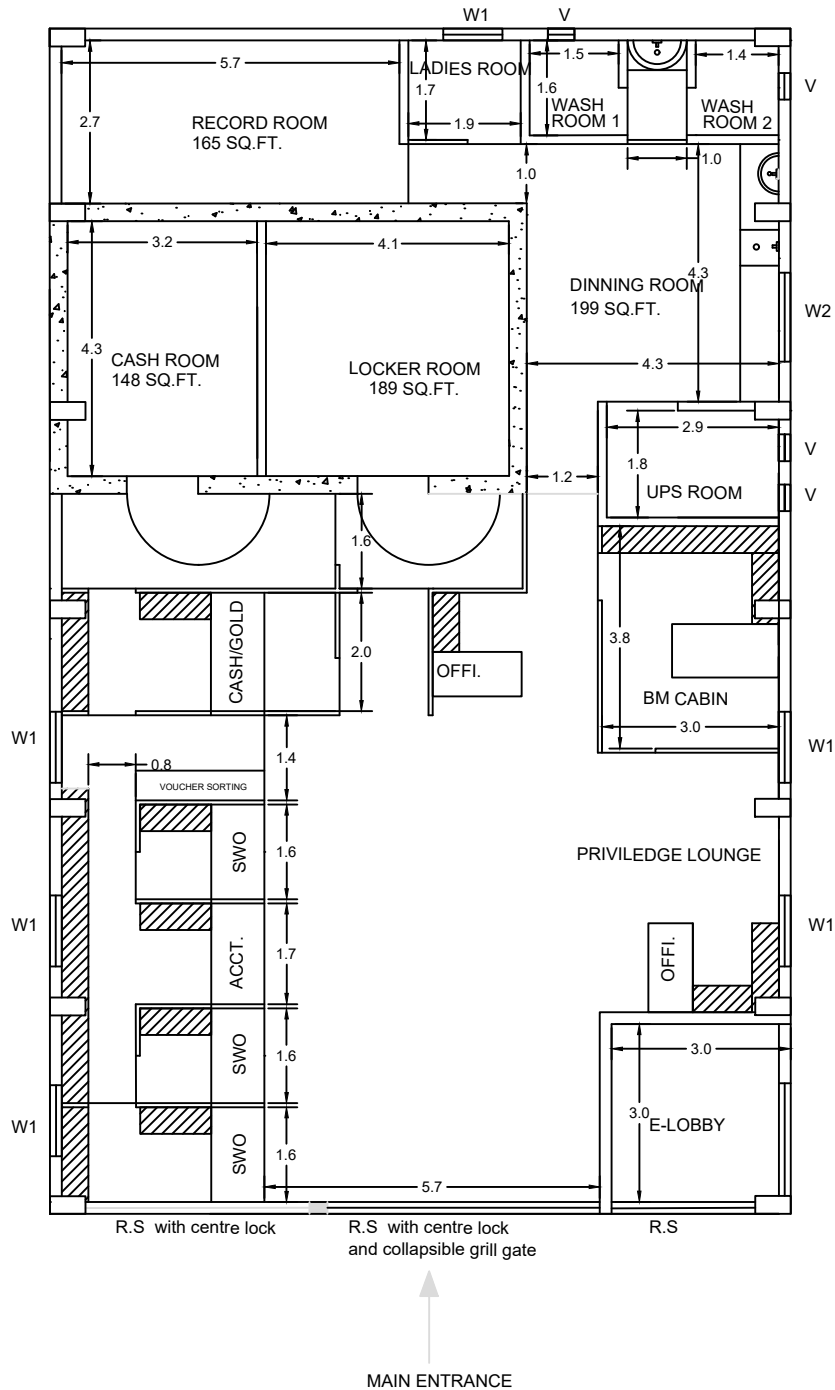 W1
V
5.7
LADIES ROOM
1.7
1.5
1.4
1.6
V
2.7
RECORD ROOM
165 SQ.FT.
WASH
ROOM 1
WASH
ROOM 2
1.9
1.0
1.0
3.2
4.1
4.3
DINNING ROOM
199 SQ.FT.
W2
4.3
CASH ROOM
148 SQ.FT.
LOCKER ROOM
189 SQ.FT.
4.3
2.9
V
1.8
1.2
UPS ROOM
V
1.6
CASH/GOLD
2.0
OFFI.
3.8
BM CABIN
3.0
W1
W1
0.8
1.4
VOUCHER SORTING
SWO
1.6
PRIVILEDGE LOUNGE
W1
W1
ACCT.
1.7
OFFI.
SWO
1.6
3.0
3.0
E-LOBBY
W1
SWO
1.6
5.7
R.S with centre lock
R.S with centre lock
and collapsible grill gate
R.S
MAIN ENTRANCE